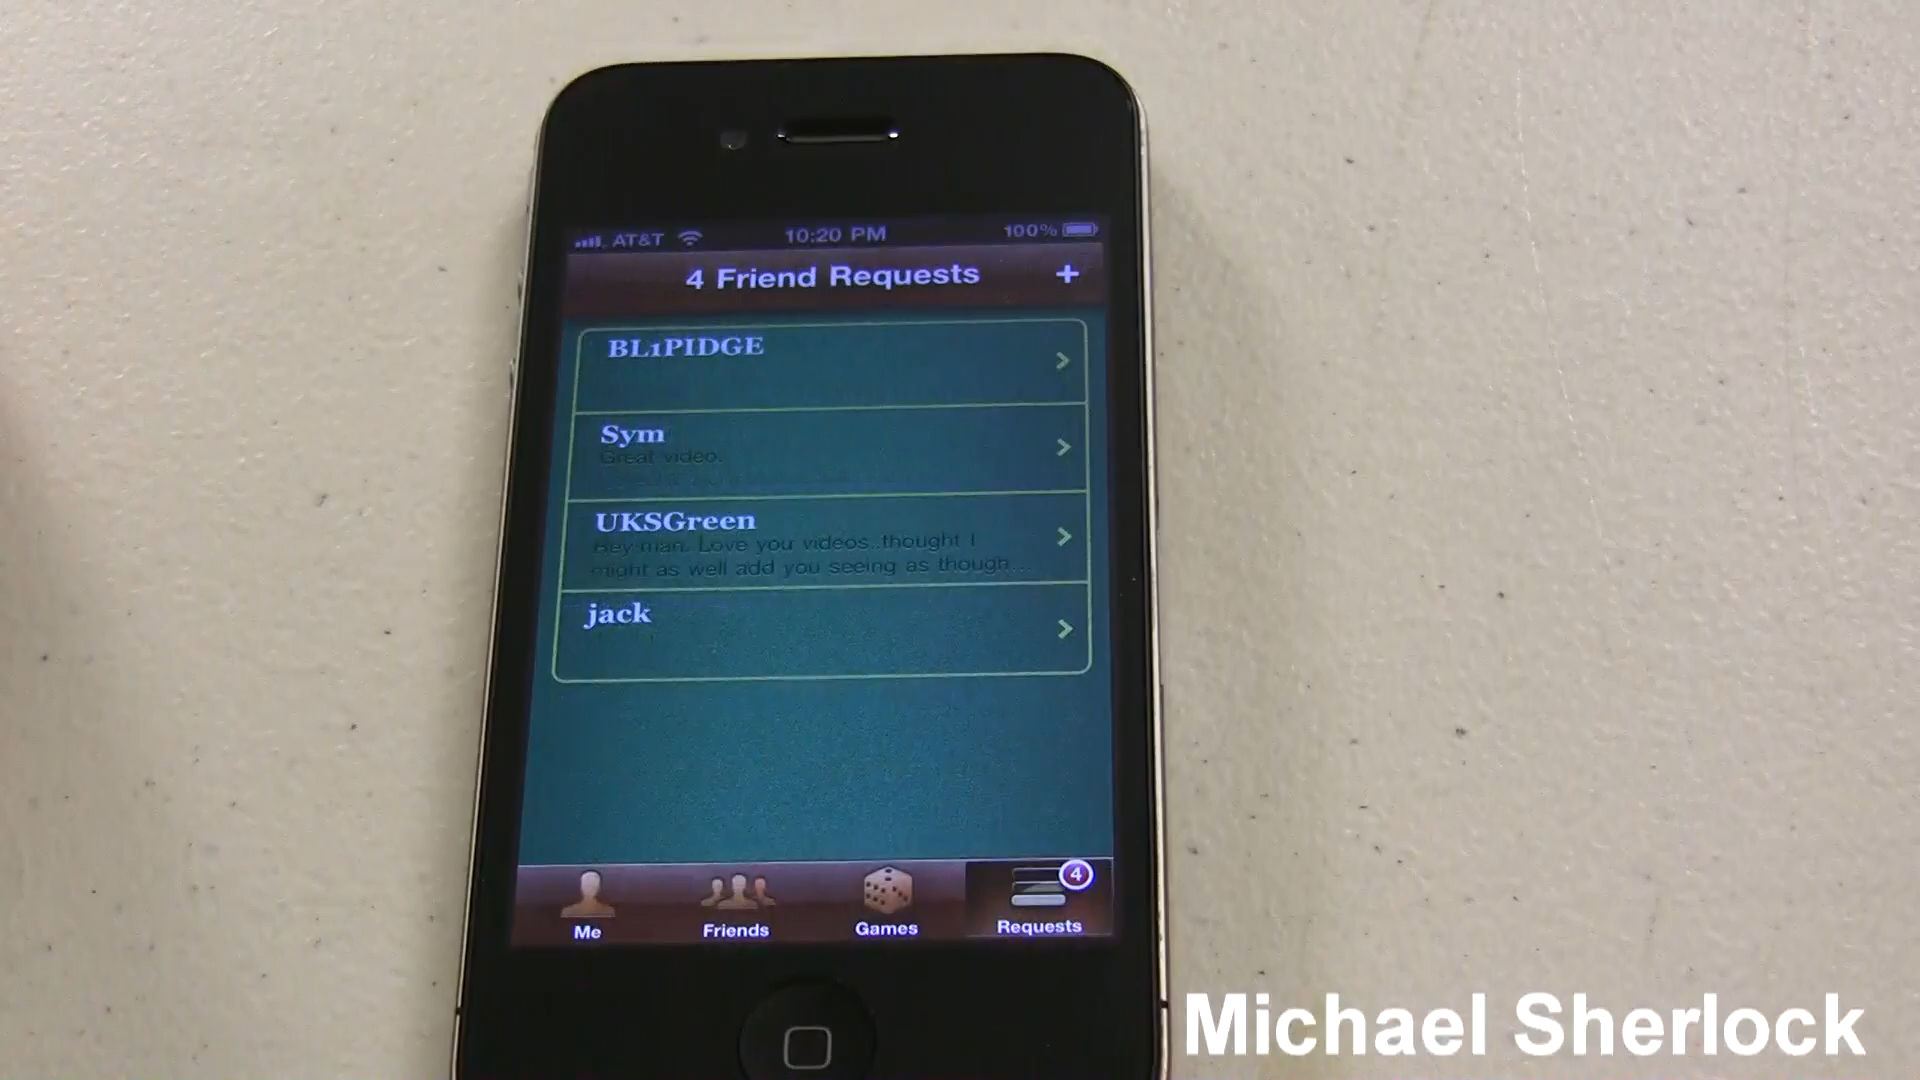 AT&T 10:20 PM 100%
4 Friend Requests +
BL1PIDGE
Sym
Great video.
UKSGreen
Hey man. Love you videos..thought I
might as well add you seeing as though...
jack
4
Me Friends Games Requests
Michael Sherlock